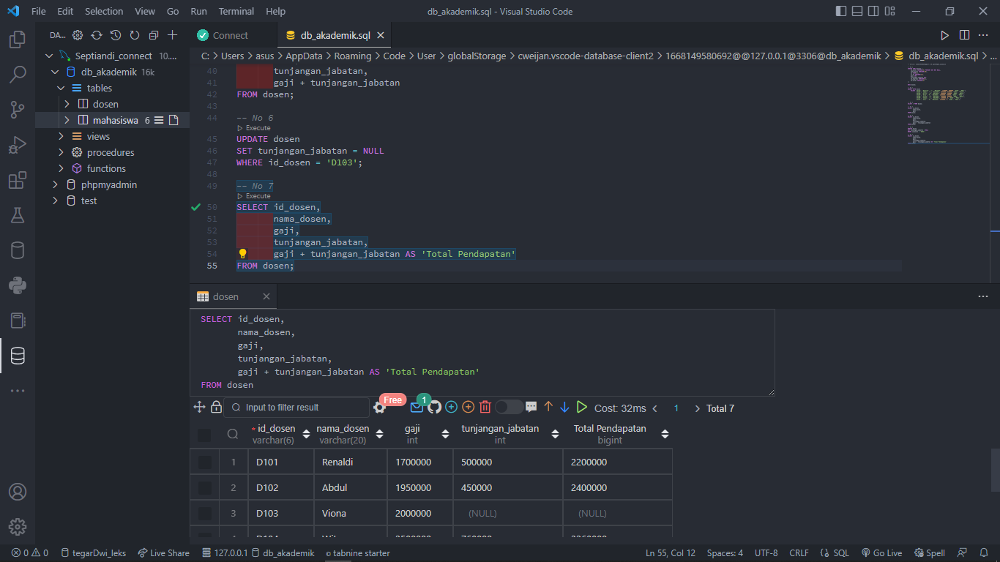 File Edit Selection View Go Run Terminal Help
db_akademik.sql - Visual Studio Code
DA...
Connect
db_akademik.sql
Septiandi_connect 10....
db_akademik 16k
tables
dosen
mahasiswa 6
views
procedures
functions
phpmyadmin
test
C: > Users > asus > AppData > Roaming > Code > User > globalStorage > cweijan.vscode-database-client2 > 1668149580692@@127.0.0.1@3306@db_akademik > db_akademik.sql > ...
40 tunjangan_jabatan,
41 gaji + tunjangan_jabatan
42 FROM dosen;
43
44 -- No 6
Execute
45 UPDATE dosen
46 SET tunjangan_jabatan = NULL
47 WHERE id_dosen = 'D103';
48
49 -- No 7
Execute
50 SELECT id_dosen,
51 nama_dosen,
52 gaji,
53 tunjangan_jabatan,
54 gaji + tunjangan_jabatan AS 'Total Pendapatan'
55 FROM dosen;
dosen
SELECT id_dosen,
nama_dosen,
gaji,
tunjangan_jabatan,
gaji + tunjangan_jabatan AS 'Total Pendapatan'
FROM dosen
Input to filter result
Free
1
Cost: 32ms < 1 > Total 7
* id_dosen nama_dosen gaji tunjangan_jabatan Total Pendapatan
varchar(6) varchar(20) int int bigint
1 D101 Renaldi 1700000 500000 2200000
2 D102 Abdul 1950000 450000 2400000
3 D103 Viona 2000000 (NULL) (NULL)
0 0 tegarDwi_leks Live Share 127.0.0.1 db_akademik tabnine starter Ln 55, Col 12 Spaces: 4 UTF-8 CRLF SQL Go Live Spell